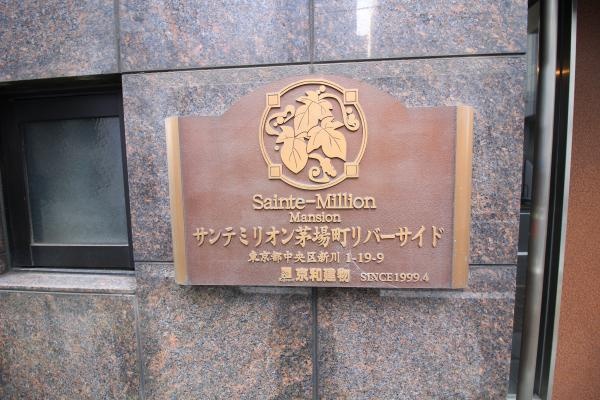 Sainte-Million
Mansion
サンテミリオン茅場町リバーサイド
東京都中央区新川 1-19-9
京和建物 SINCE1999.4